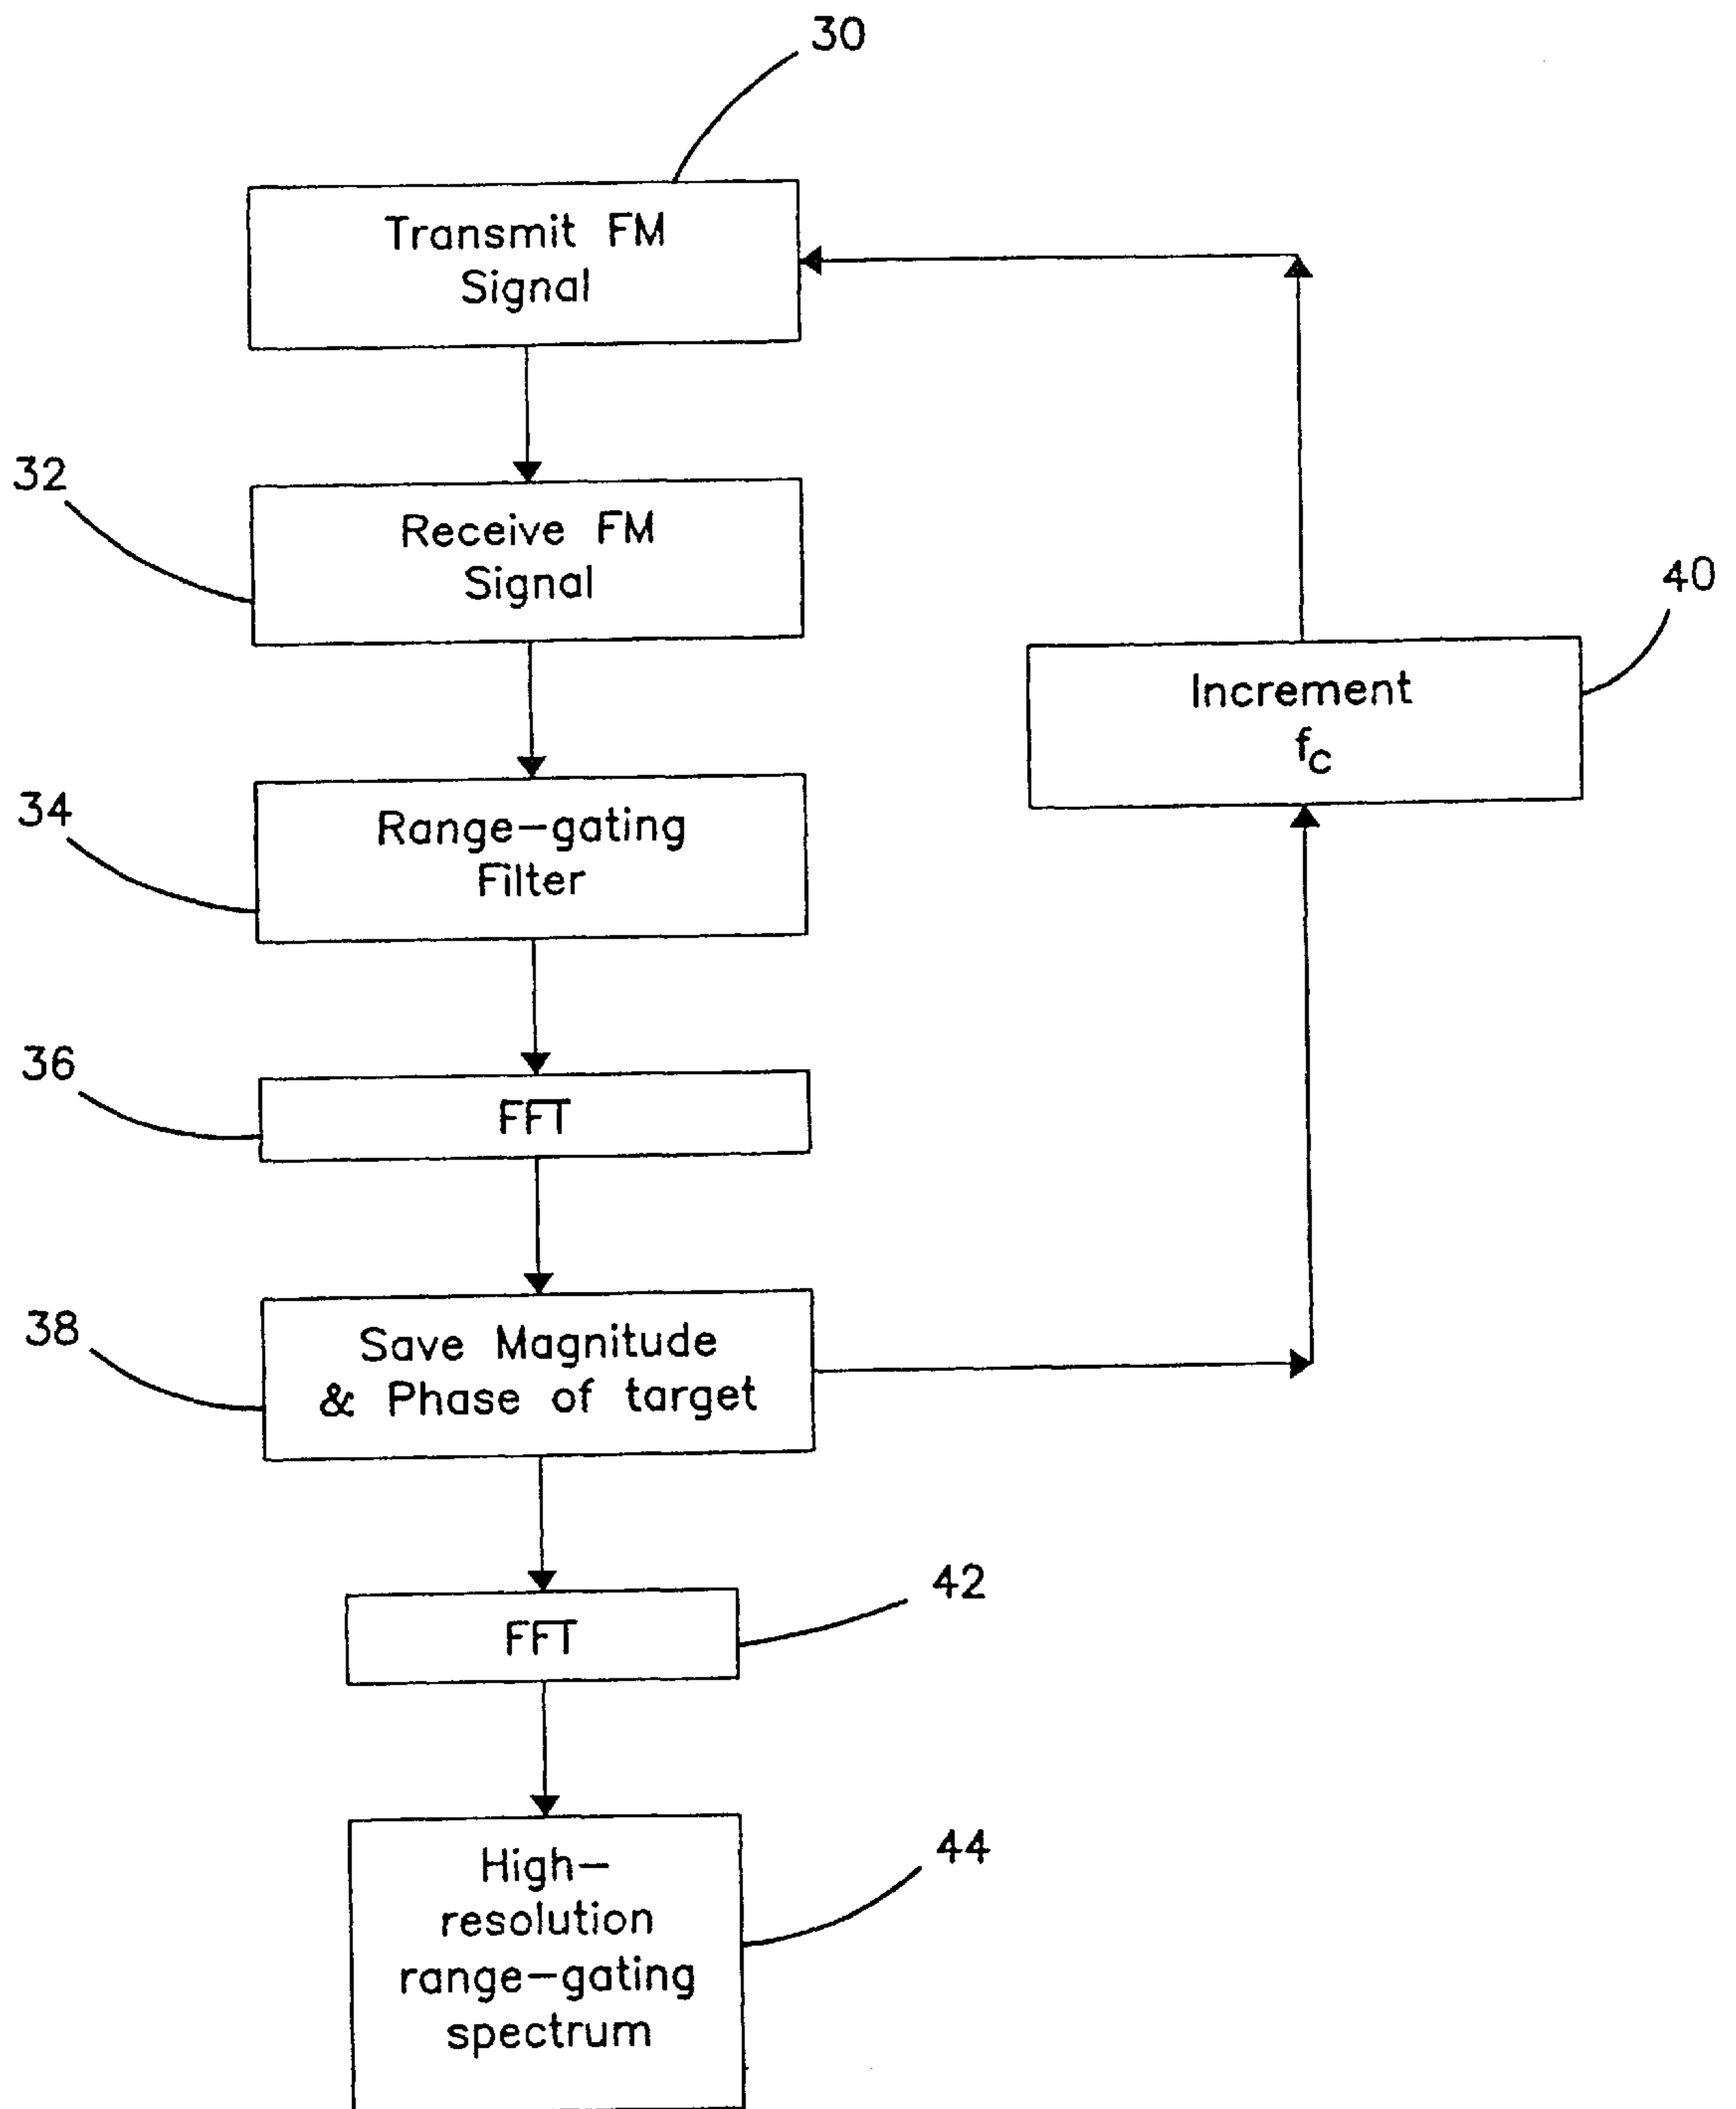 30
Transmit FM
Signal
32
Receive FM
Signal
40
Increment
fC
34
Range-gating
Filter
36
FFT
38
Save Magnitude
& Phase of target
42
FFT
44
High-
resolution
range-gating
spectrum